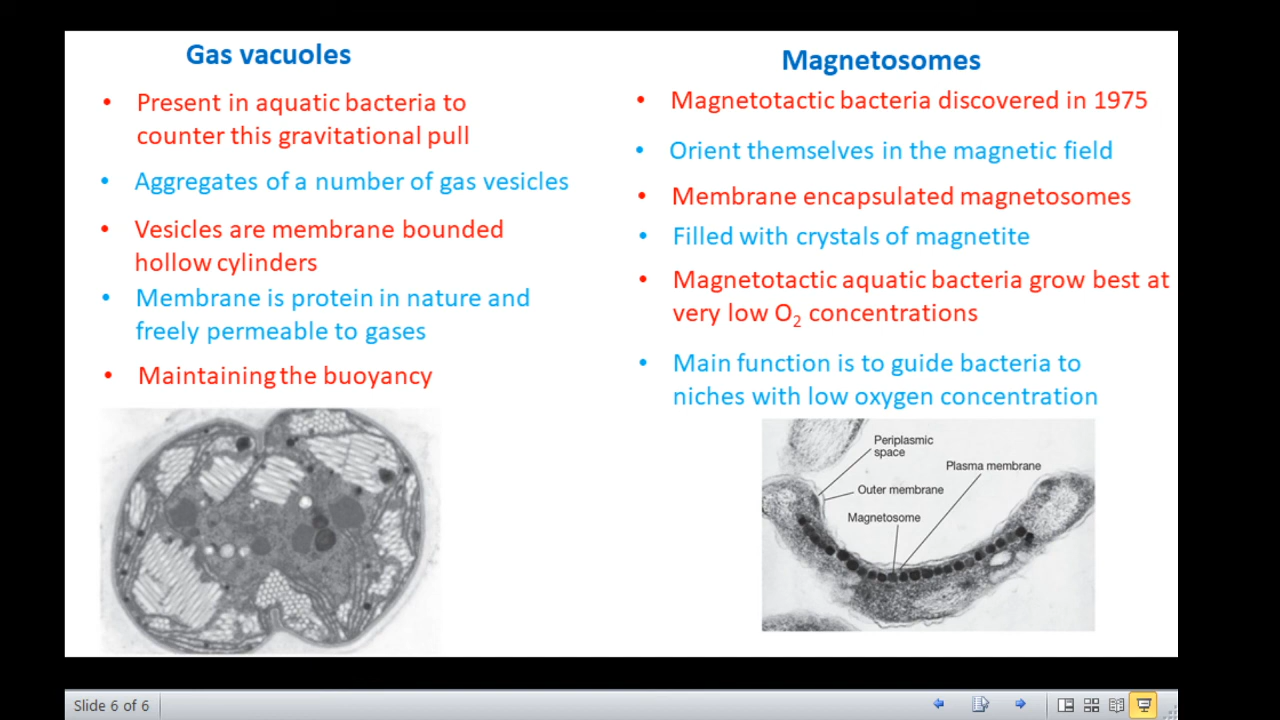 Gas vacuoles
• Present in aquatic bacteria to
counter this gravitational pull
• Aggregates of a number of gas vesicles
• Vesicles are membrane bounded
hollow cylinders
• Membrane is protein in nature and
freely permeable to gases
• Maintaining the buoyancy
Magnetosomes
• Magnetotactic bacteria discovered in 1975
• Orient themselves in the magnetic field
• Membrane encapsulated magnetosomes
• Filled with crystals of magnetite
• Magnetotactic aquatic bacteria grow best at
very low O₂ concentrations
• Main function is to guide bacteria to
niches with low oxygen concentration
Periplasmic
space
Plasma membrane
Outer membrane
Magnetosome
Slide 6 of 6